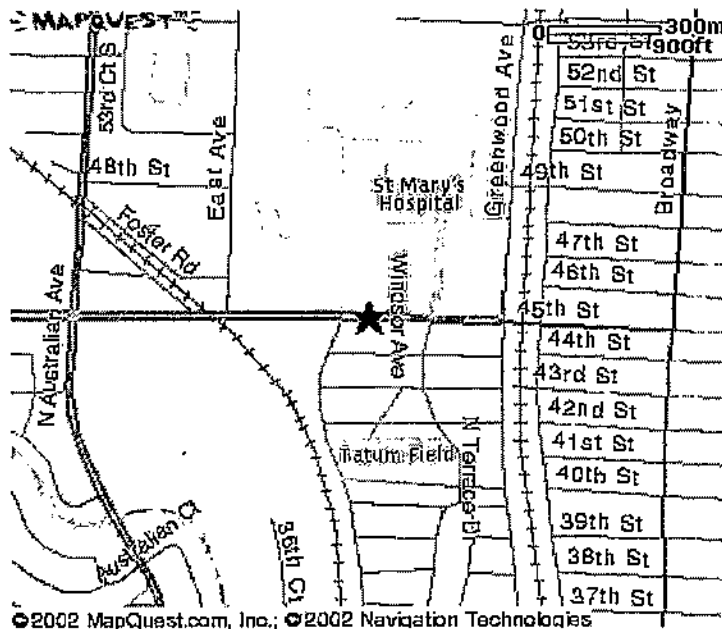 MAPQUEST
0 300m
900ft
53rd St
52nd St
51st St
50th St
49th St
47th St
46th St
45th St
44th St
43rd St
42nd St
41st St
40th St
39th St
38th St
37th St
53rd Ct S
48th St
East Ave
Foster Rd
St Mary's
Hospital
Greenwood Ave
Broadway
Windsor Ave
N Australian Ave
Tatum Field
N Terrace Dr
Australian Ct
36th Ct
©2002 MapQuest.com, Inc.; ©2002 Navigation Technologies